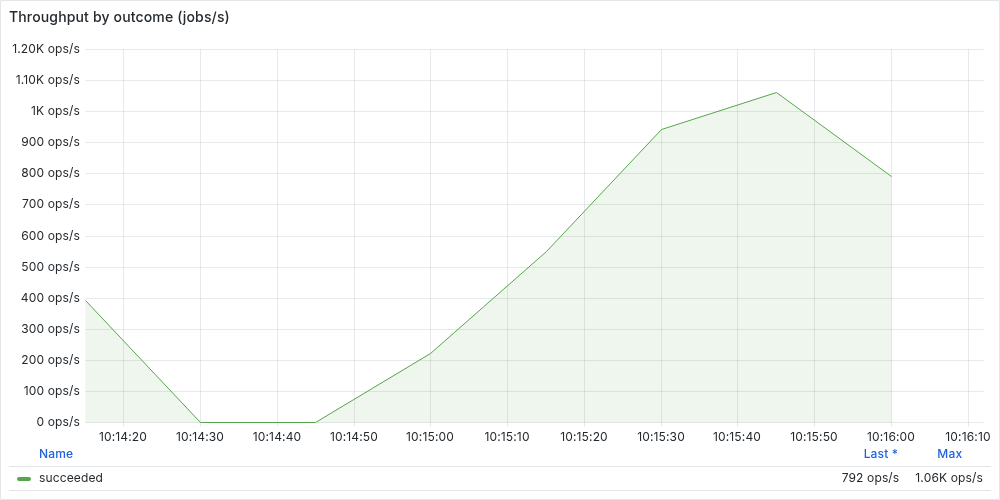 Throughput by outcome (jobs/s)
1.20K ops/s
1.10K ops/s
1K ops/s
900 ops/s
800 ops/s
700 ops/s
600 ops/s
500 ops/s
400 ops/s
300 ops/s
200 ops/s
100 ops/s
0 ops/s
10:14:20 10:14:30 10:14:40 10:14:50 10:15:00 10:15:10 10:15:20 10:15:30 10:15:40 10:15:50 10:16:00 10:16:10
Name Last * Max
succeeded 792 ops/s 1.06K ops/s